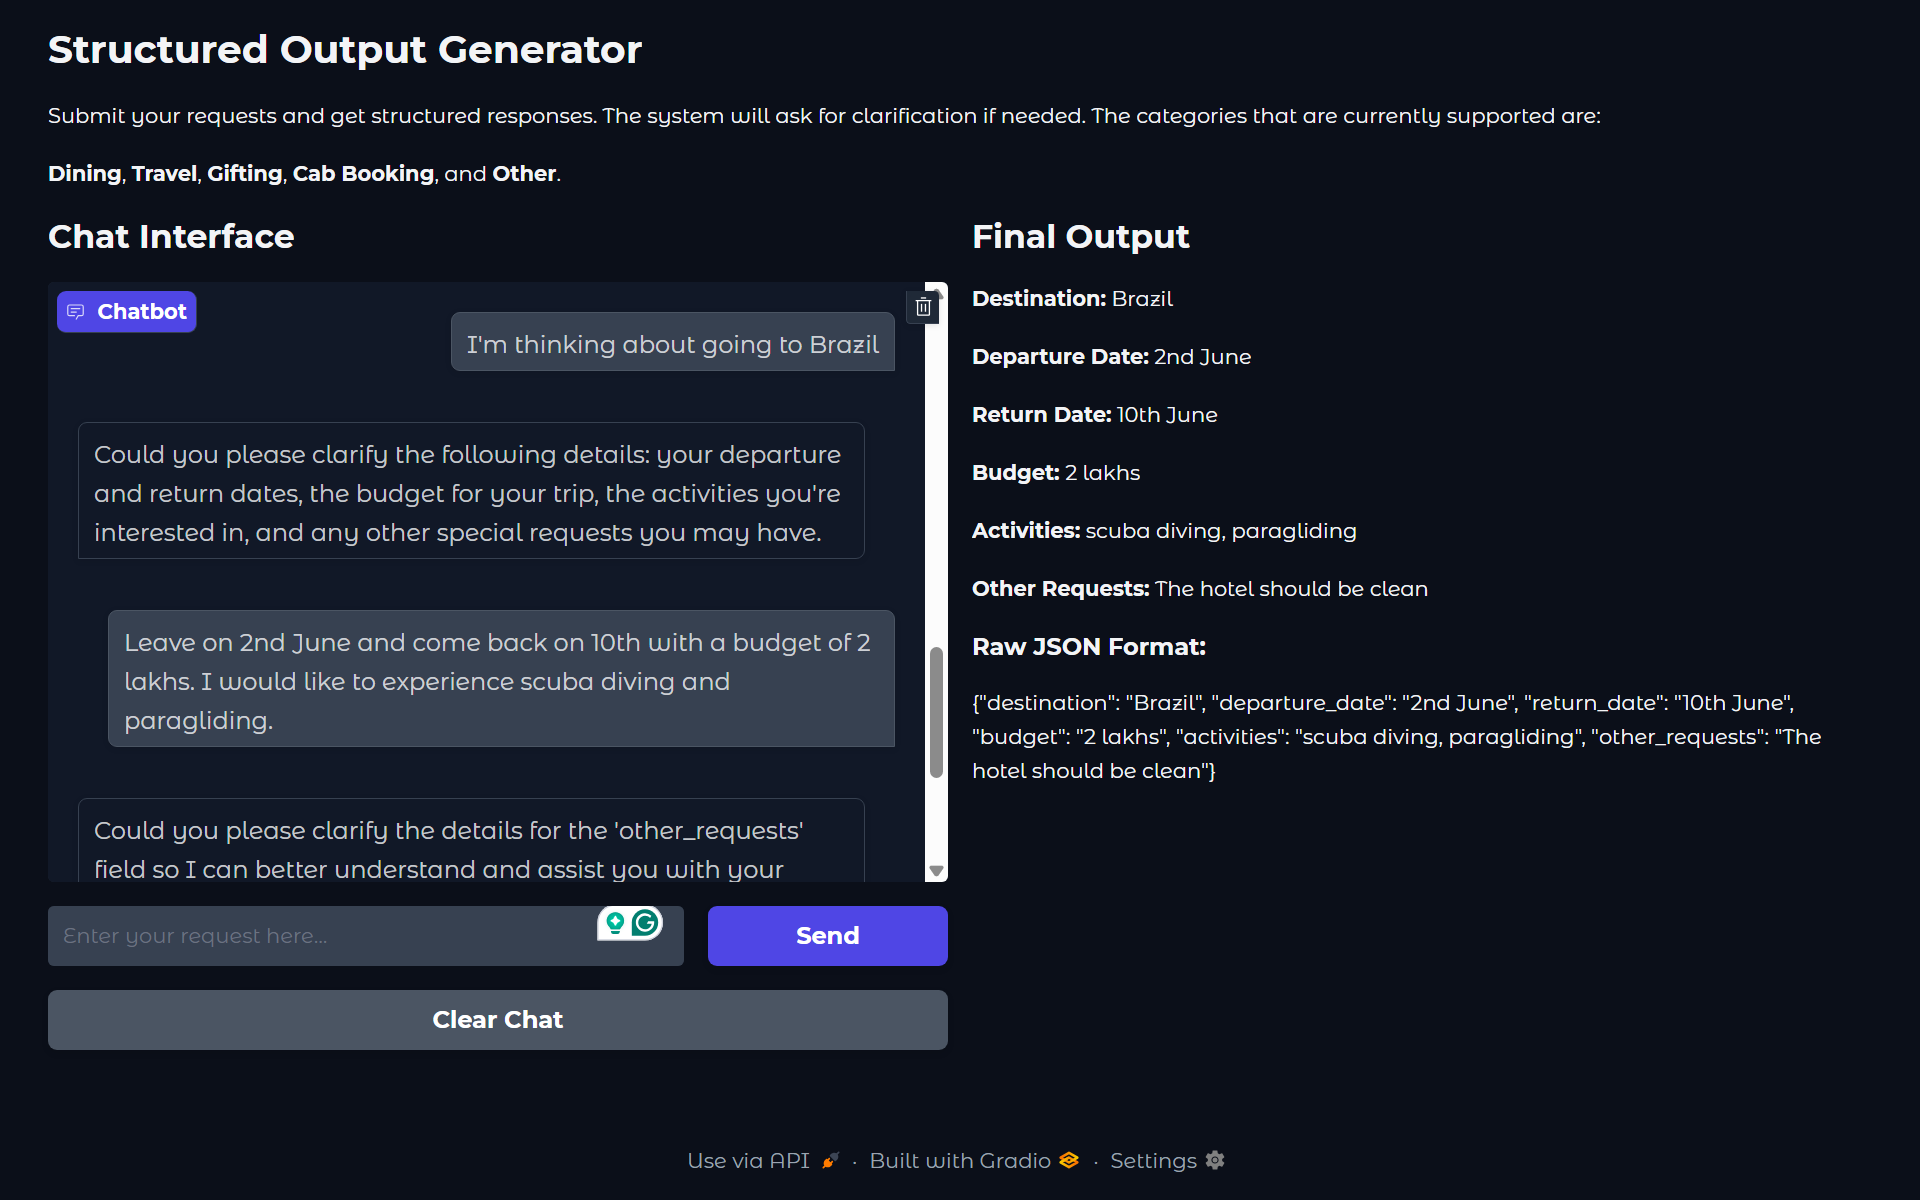 Structured Output Generator
Submit your requests and get structured responses. The system will ask for clarification if needed. The categories that are currently supported are:
Dining, Travel, Gifting, Cab Booking, and Other.
Chat Interface
Chatbot
I'm thinking about going to Brazil
Could you please clarify the following details: your departure
and return dates, the budget for your trip, the activities you're
interested in, and any other special requests you may have.
Leave on 2nd June and come back on 10th with a budget of 2
lakhs. I would like to experience scuba diving and
paragliding.
Could you please clarify the details for the 'other_requests'
field so I can better understand and assist you with your
Enter your request here...
Send
Clear Chat
Final Output
Destination: Brazil
Departure Date: 2nd June
Return Date: 10th June
Budget: 2 lakhs
Activities: scuba diving, paragliding
Other Requests: The hotel should be clean
Raw JSON Format:
{"destination": "Brazil", "departure_date": "2nd June", "return_date": "10th June",
"budget": "2 lakhs", "activities": "scuba diving, paragliding", "other_requests": "The
hotel should be clean"}
Use via API · Built with Gradio · Settings